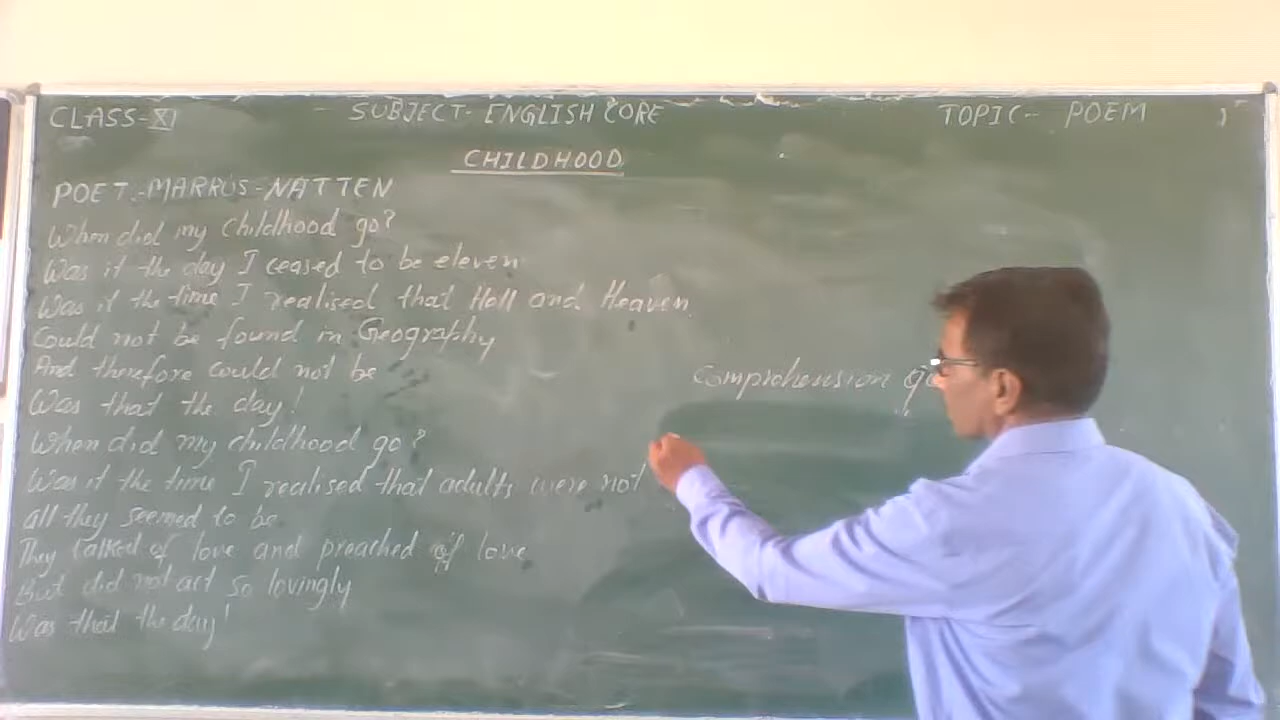 CLASS-XI - SUBJECT- ENGLISH CORE TOPIC- POEM
CHILDHOOD
POET-MARRUS-NATTEN
When did my childhood go?
Was it the day I ceased to be eleven
Was it the time I realised that Hell and Heaven
Could not be found in Geography
And therefore could not be
Was that the day!
When did my childhood go?
Was it the time I realised that adults were not
all they seemed to be
They talked of love and preached of love
But did not act so lovingly
Was that the day!
Comprehension